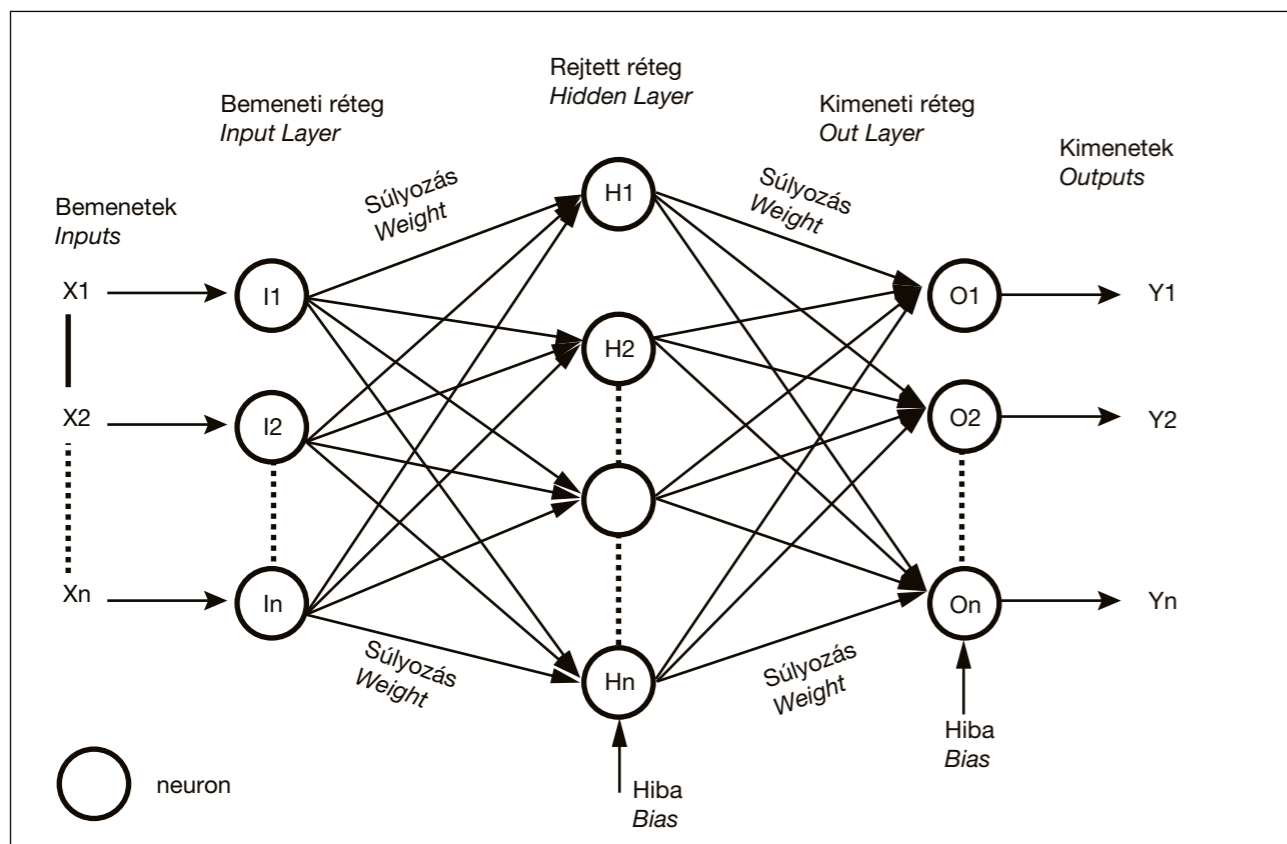 Rejtett réteg
Hidden Layer
Bemeneti réteg
Input Layer
Kimeneti réteg
Out Layer
Kimenetek
Outputs
Bemenetek
Inputs
Súlyozás
Weight
Súlyozás
Weight
H1
X1
I1
O1
Y1
H2
X2
I2
O2
Y2
Xn
In
On
Yn
Súlyozás
Weight
Hn
Súlyozás
Weight
Hiba
Bias
neuron
Hiba
Bias